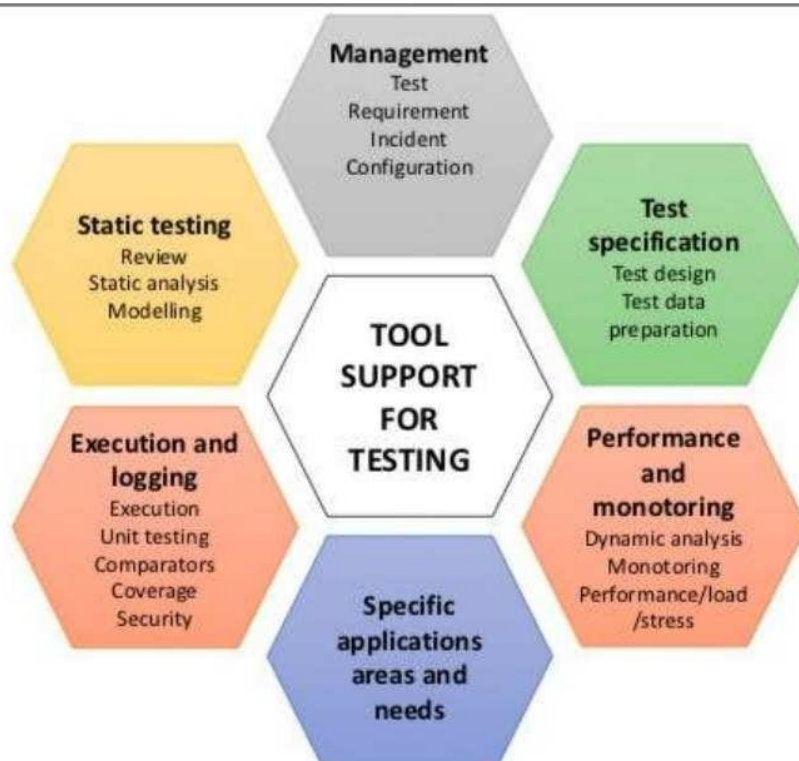 Management
Test
Requirement
Incident
Configuration
Static testing
Review
Static analysis
Modelling
Test
specification
Test design
Test data
preparation
TOOL
SUPPORT
FOR
TESTING
Execution and
logging
Execution
Unit testing
Comparators
Coverage
Security
Performance
and
monotoring
Dynamic analysis
Monotoring
Performance/load
/stress
Specific
applications
areas and
needs